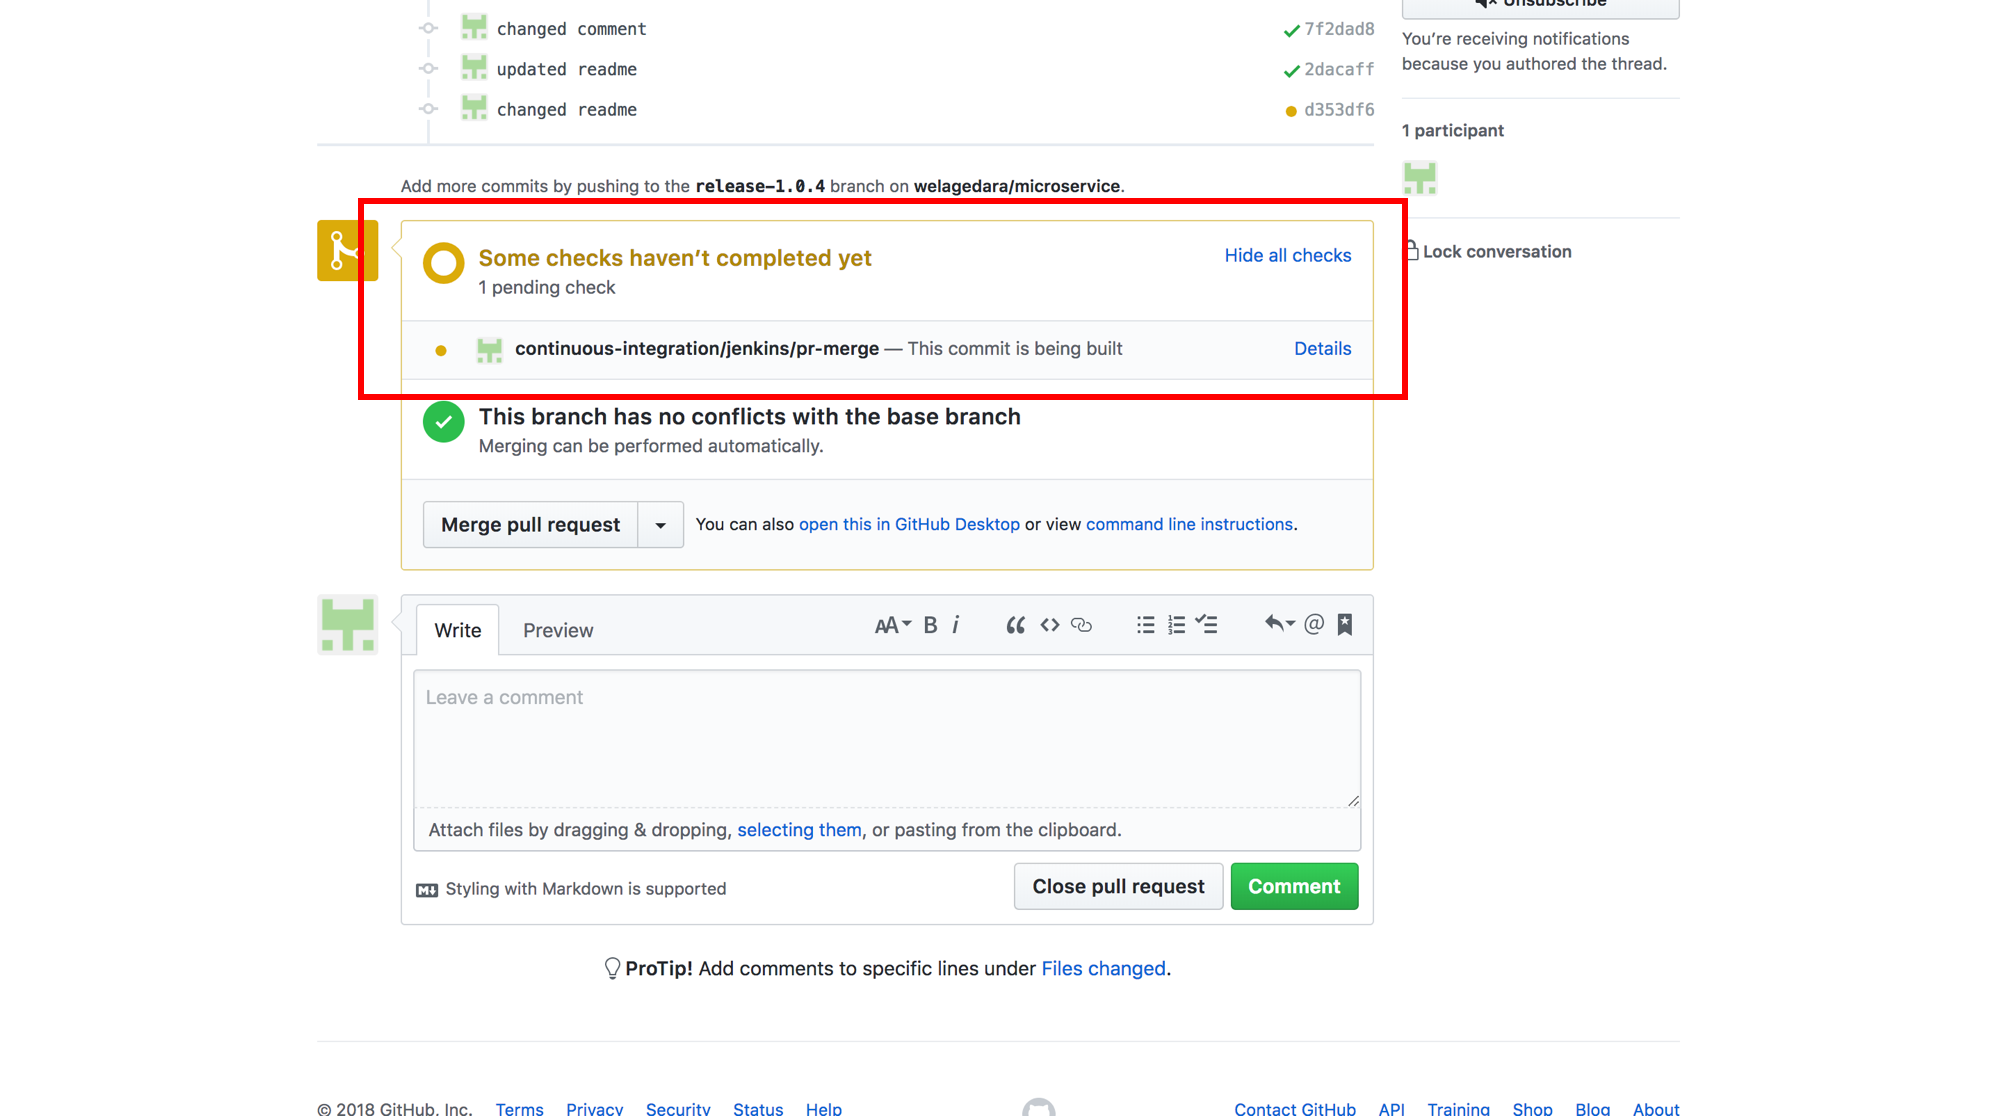 Unsubscribe
changed comment 7f2dad8
updated readme 2dacaff
changed readme d353df6
You’re receiving notifications
because you authored the thread.
1 participant
Add more commits by pushing to the release-1.0.4 branch on welagedara/microservice.
Some checks haven’t completed yet
1 pending check
Hide all checks
Lock conversation
continuous-integration/jenkins/pr-merge — This commit is being built Details
This branch has no conflicts with the base branch
Merging can be performed automatically.
Merge pull request You can also open this in GitHub Desktop or view command line instructions.
Write Preview AA B i
Leave a comment
Attach files by dragging & dropping, selecting them, or pasting from the clipboard.
Styling with Markdown is supported Close pull request Comment
ProTip! Add comments to specific lines under Files changed.
© 2018 GitHub, Inc. Terms Privacy Security Status Help Contact GitHub API Training Shop Blog About